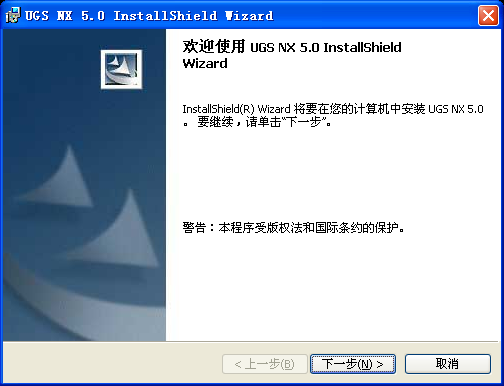 UGS NX 5.0 InstallShield Wizard
欢迎使用 UGS NX 5.0 InstallShield
Wizard
InstallShield(R) Wizard 将要在您的计算机中安装 UGS NX 5.0
。 要继续，请单击“下一步”。
警告：本程序受版权法和国际条约的保护。
< 上一步(B) 下一步(N) > 取消